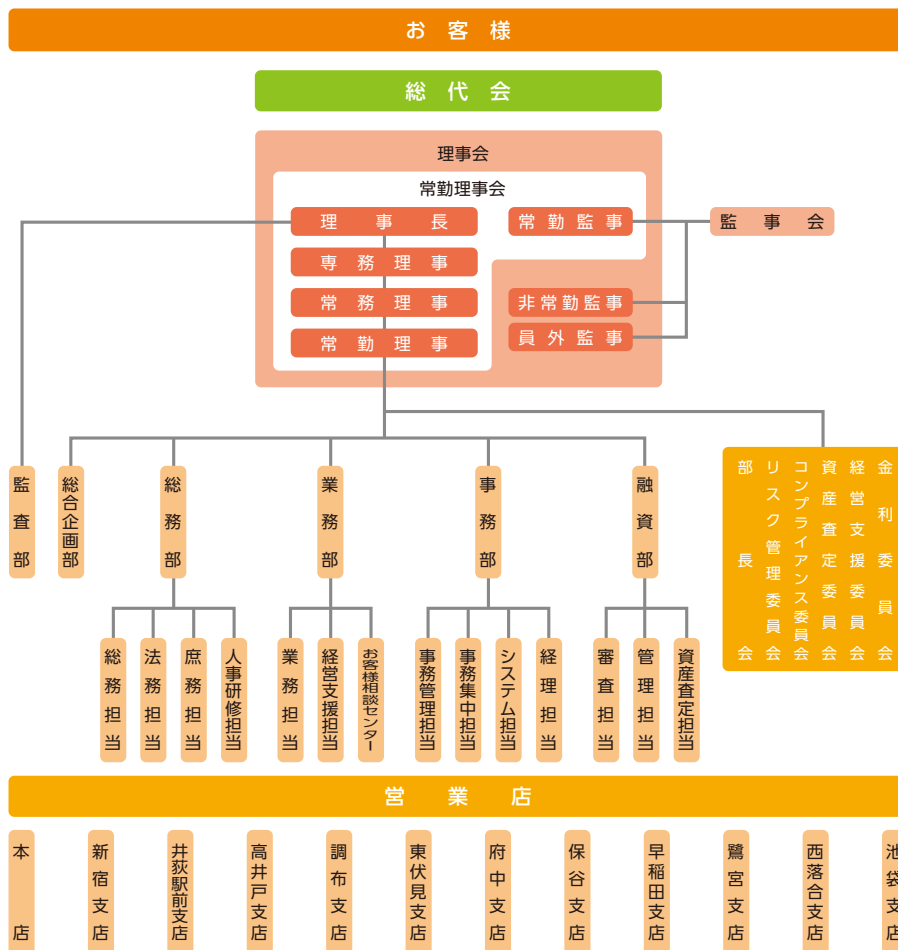 お客様
総代会
理事会
常勤理事会
理事長
常勤監事
監事会
専務理事
常務理事
非常勤監事
常勤理事
員外監事
監査部
総合企画部
総務部
業務部
事務部
融資部
部長会
リスク管理委員会
コンプライアンス委員会
資産査定委員会
経営支援委員会
金利委員会
総務担当
法務担当
庶務担当
人事研修担当
業務担当
経営支援担当
お客様相談センター
事務管理担当
事務集中担当
システム担当
経理担当
審査担当
管理担当
資産査定担当
営業店
本店
新宿支店
井荻駅前支店
高井戸支店
調布支店
東伏見支店
府中支店
保谷支店
早稲田支店
鷺宮支店
西落合支店
池袋支店